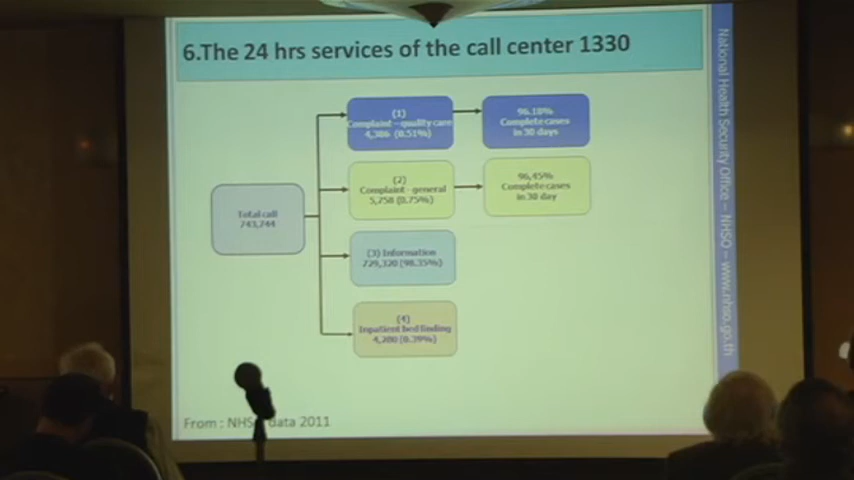 6.The 24 hrs services of the call center 1330
(1)
Complaint - quality care
4,386 (0.51%)
96.18%
Complete cases
in 30 days
(2)
Complaint - general
5,758 (0.75%)
96.45%
Complete cases
in 30 day
Total call
743,744
(3) Information
729,320 (98.35%)
(4)
Inpatient bed finding
4,280 (0.39%)
From : NHS data 2011
National Health Security Office – NHSO – www.nhso.go.th